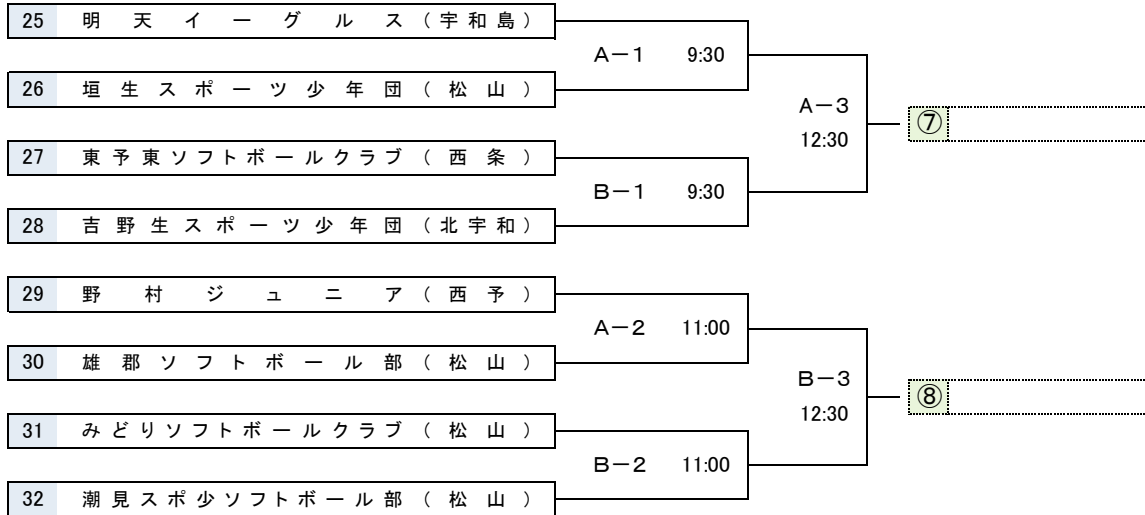 25 明天イーグルス（宇和島）
A－1 9:30
26 垣生スポーツ少年団（松山）
A－3
12:30
⑦
27 東予東ソフトボールクラブ（西条）
B－1 9:30
28 吉野生スポーツ少年団（北宇和）
29 野村ジュニア（西予）
A－2 11:00
30 雄郡ソフトボール部（松山）
B－3
12:30
⑧
31 みどりソフトボールクラブ（松山）
B－2 11:00
32 潮見スポ少ソフトボール部（松山）